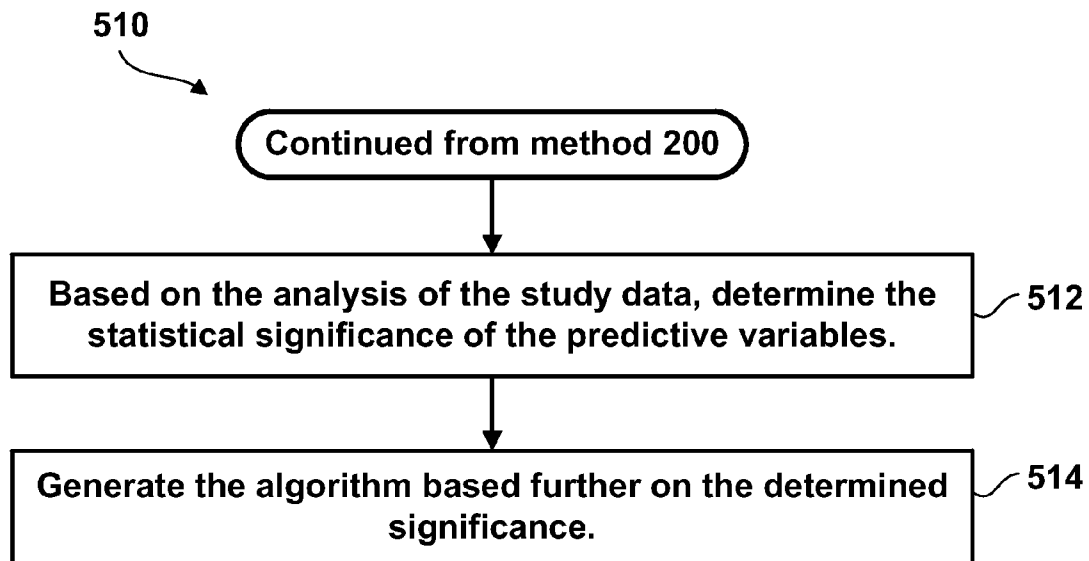 510
Continued from method 200
Based on the analysis of the study data, determine the
statistical significance of the predictive variables.
512
Generate the algorithm based further on the determined
significance.
514